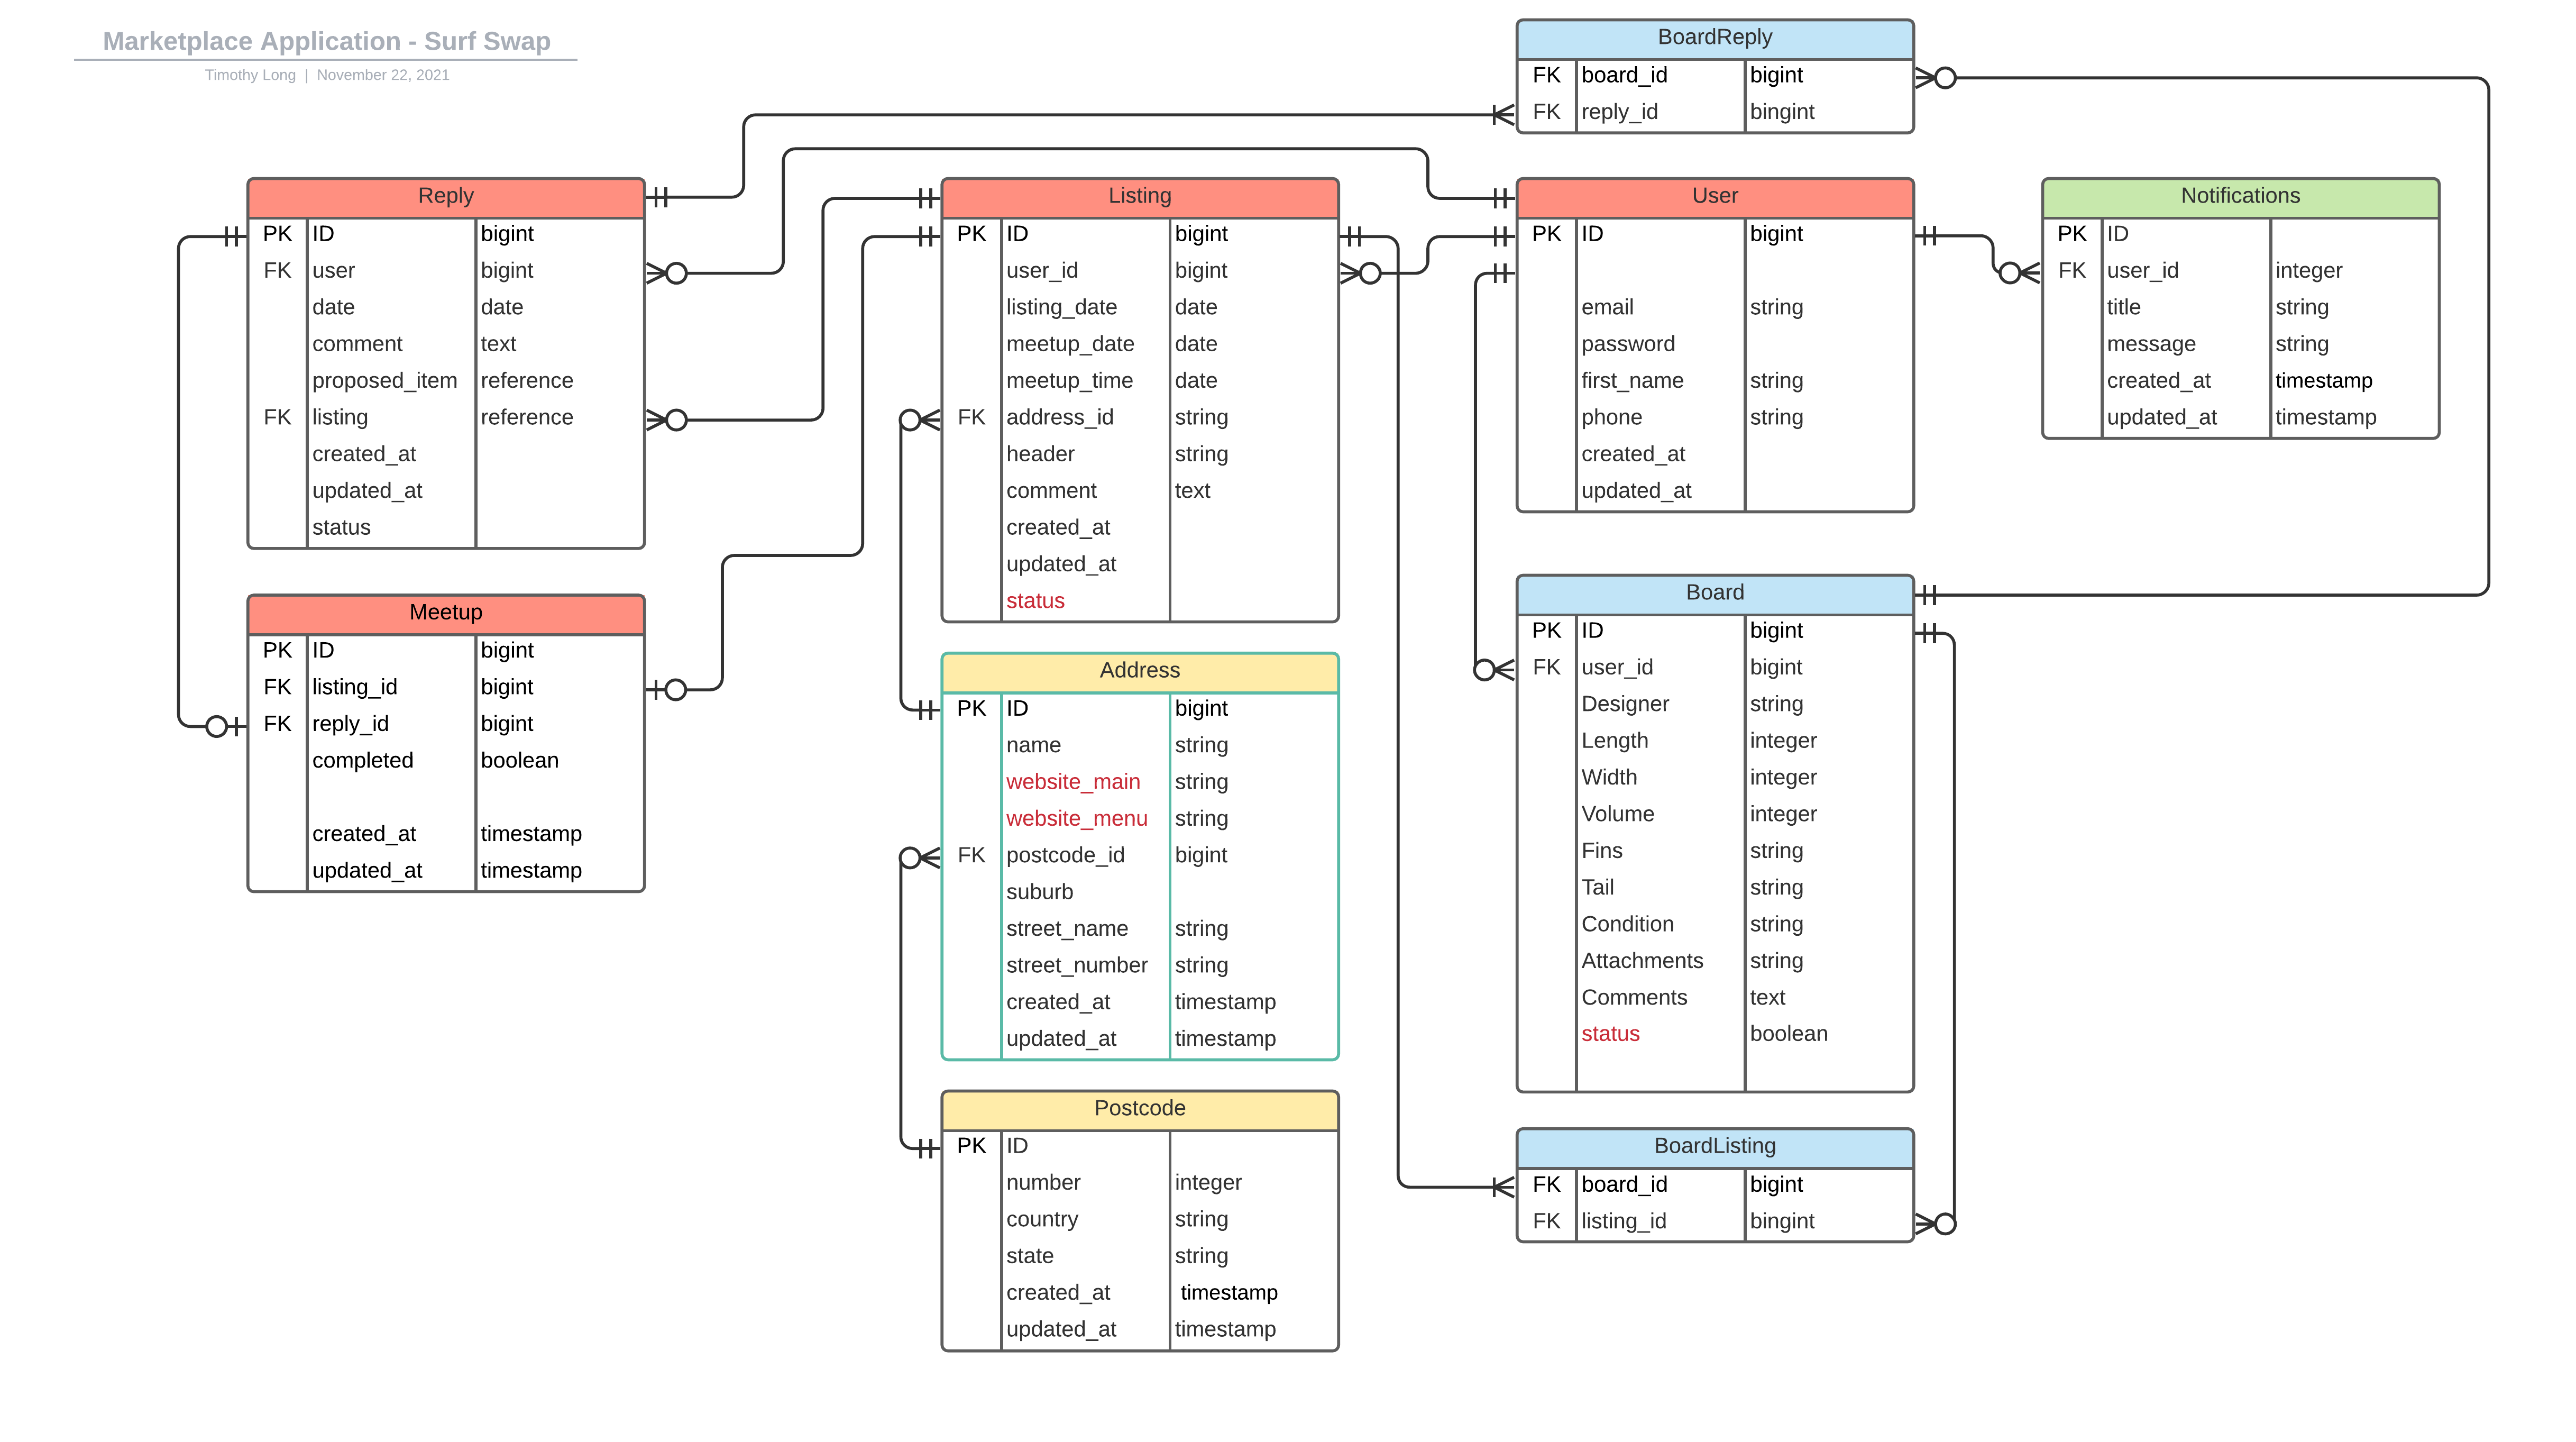 Marketplace Application - Surf Swap
Timothy Long | November 22, 2021
BoardReply
FK board_id bigint
FK reply_id bingint
Reply
PK ID bigint
FK user bigint
date date
comment text
proposed_item reference
FK listing reference
created_at
updated_at
status
Listing
PK ID bigint
user_id bigint
listing_date date
meetup_date date
meetup_time date
FK address_id string
header string
comment text
created_at
updated_at
status
User
PK ID bigint
email string
password
first_name string
phone string
created_at
updated_at
Notifications
PK ID
FK user_id integer
title string
message string
created_at timestamp
updated_at timestamp
Meetup
PK ID bigint
FK listing_id bigint
FK reply_id bigint
completed boolean
created_at timestamp
updated_at timestamp
Address
PK ID bigint
name string
website_main string
website_menu string
FK postcode_id bigint
suburb
street_name string
street_number string
created_at timestamp
updated_at timestamp
Board
PK ID bigint
FK user_id bigint
Designer string
Length integer
Width integer
Volume integer
Fins string
Tail string
Condition string
Attachments string
Comments text
status boolean
Postcode
PK ID
number integer
country string
state string
created_at timestamp
updated_at timestamp
BoardListing
FK board_id bigint
FK listing_id bingint